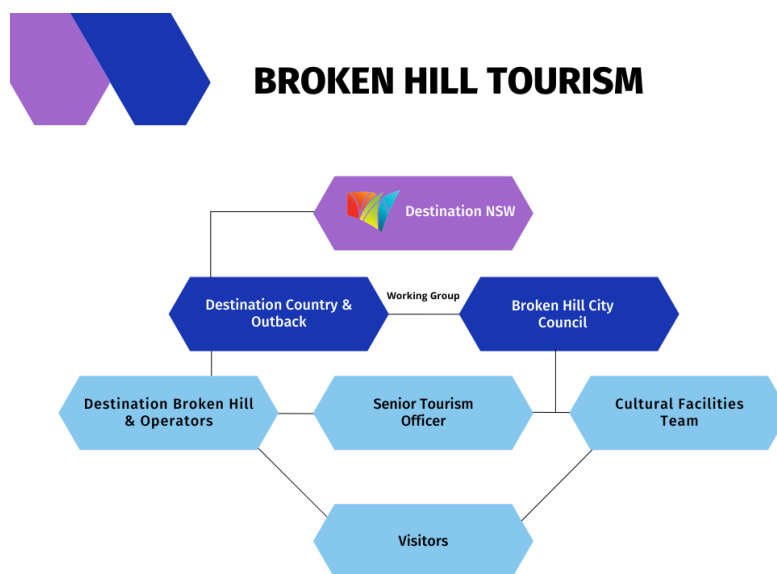 BROKEN HILL TOURISM
Destination NSW
Destination Country &
Outback
Working Group
Broken Hill City
Council
Destination Broken Hill
& Operators
Senior Tourism
Officer
Cultural Facilities
Team
Visitors